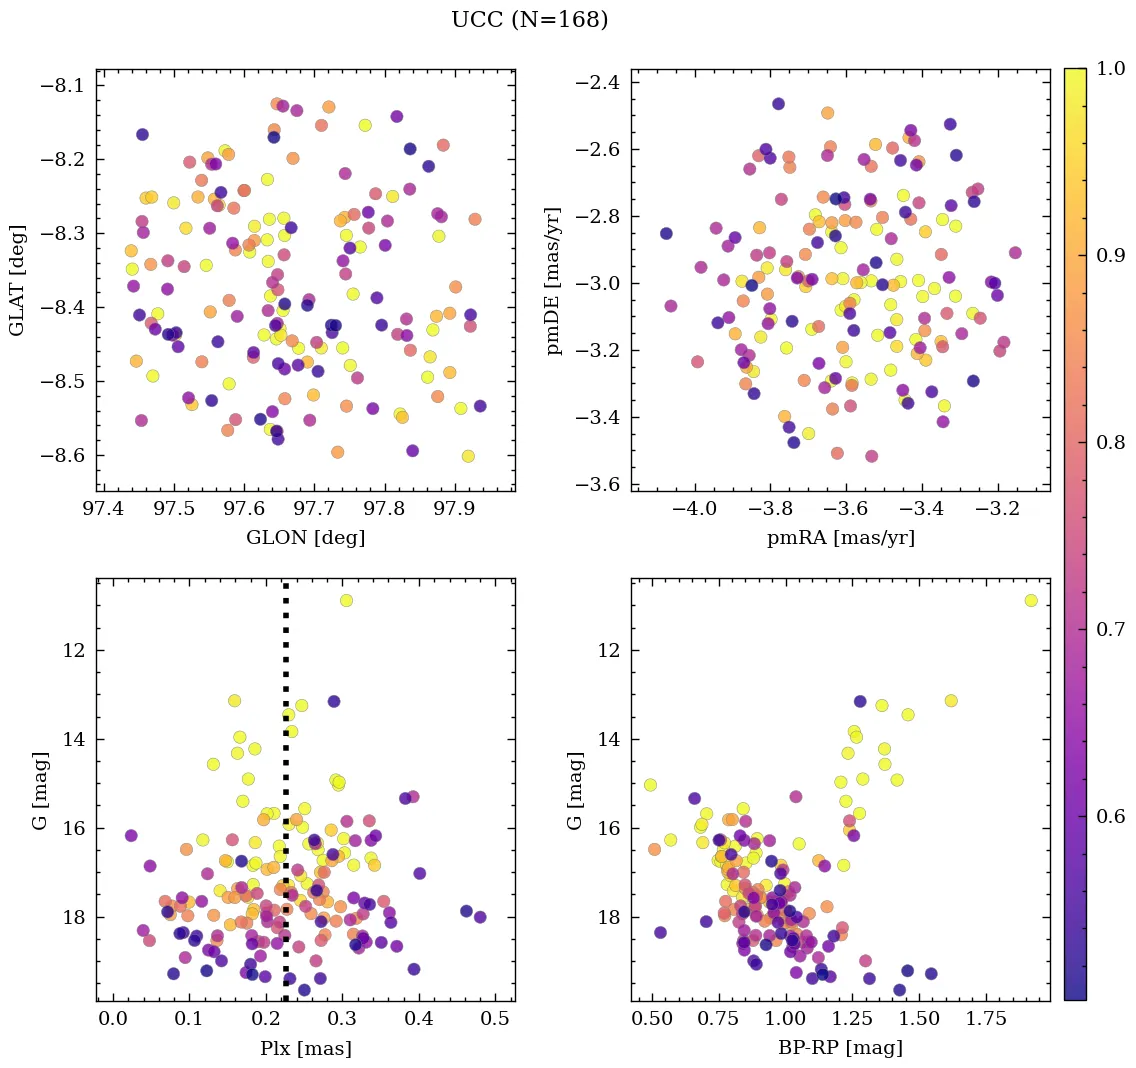 UCC (N=168)
−8.1
−8.2
−8.3
−8.4
−8.5
−8.6
GLAT [deg]
97.4 97.5 97.6 97.7 97.8 97.9
GLON [deg]
−2.4
−2.6
−2.8
−3.0
−3.2
−3.4
−3.6
pmDE [mas/yr]
−4.0 −3.8 −3.6 −3.4 −3.2
pmRA [mas/yr]
12
14
16
18
G [mag]
0.0 0.1 0.2 0.3 0.4 0.5
Plx [mas]
12
14
16
18
G [mag]
0.50 0.75 1.00 1.25 1.50 1.75
BP-RP [mag]
1.0
0.9
0.8
0.7
0.6